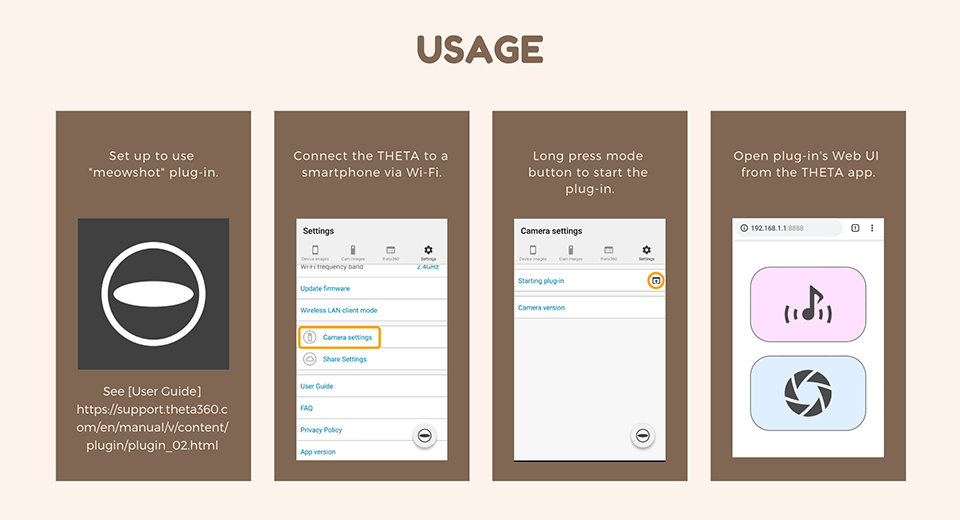 USAGE
Set up to use
"meowshot" plug-in.
See [User Guide]
https://support.theta360.c
om/en/manual/v/content/
plugin/plugin_02.html
Connect the THETA to a
smartphone via Wi-Fi.
Settings
Device images
Cam images
theta360
Settings
Wi-Fi frequency band
2.4GHz
Update firmware
Wireless LAN client mode
Camera settings
Share Settings
User Guide
FAQ
Privacy Policy
App version
Long press mode
button to start the
plug-in.
Camera settings
Device images
Cam images
theta360
Settings
Starting plug-in
Camera version
Open plug-in's Web UI
from the THETA app.
192.168.1.1:8888
1